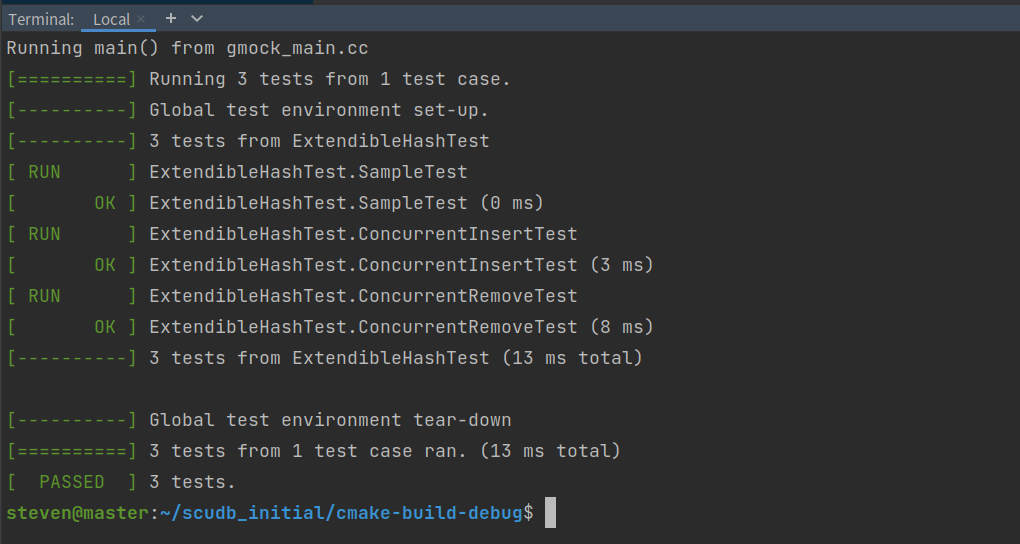 Terminal: Local × + ⌄
Running main() from gmock_main.cc
[==========] Running 3 tests from 1 test case.
[----------] Global test environment set-up.
[----------] 3 tests from ExtendibleHashTest
[ RUN      ] ExtendibleHashTest.SampleTest
[       OK ] ExtendibleHashTest.SampleTest (0 ms)
[ RUN      ] ExtendibleHashTest.ConcurrentInsertTest
[       OK ] ExtendibleHashTest.ConcurrentInsertTest (3 ms)
[ RUN      ] ExtendibleHashTest.ConcurrentRemoveTest
[       OK ] ExtendibleHashTest.ConcurrentRemoveTest (8 ms)
[----------] 3 tests from ExtendibleHashTest (13 ms total)
[----------] Global test environment tear-down
[==========] 3 tests from 1 test case ran. (13 ms total)
[  PASSED  ] 3 tests.
steven@master:~/scudb_initial/cmake-build-debug$